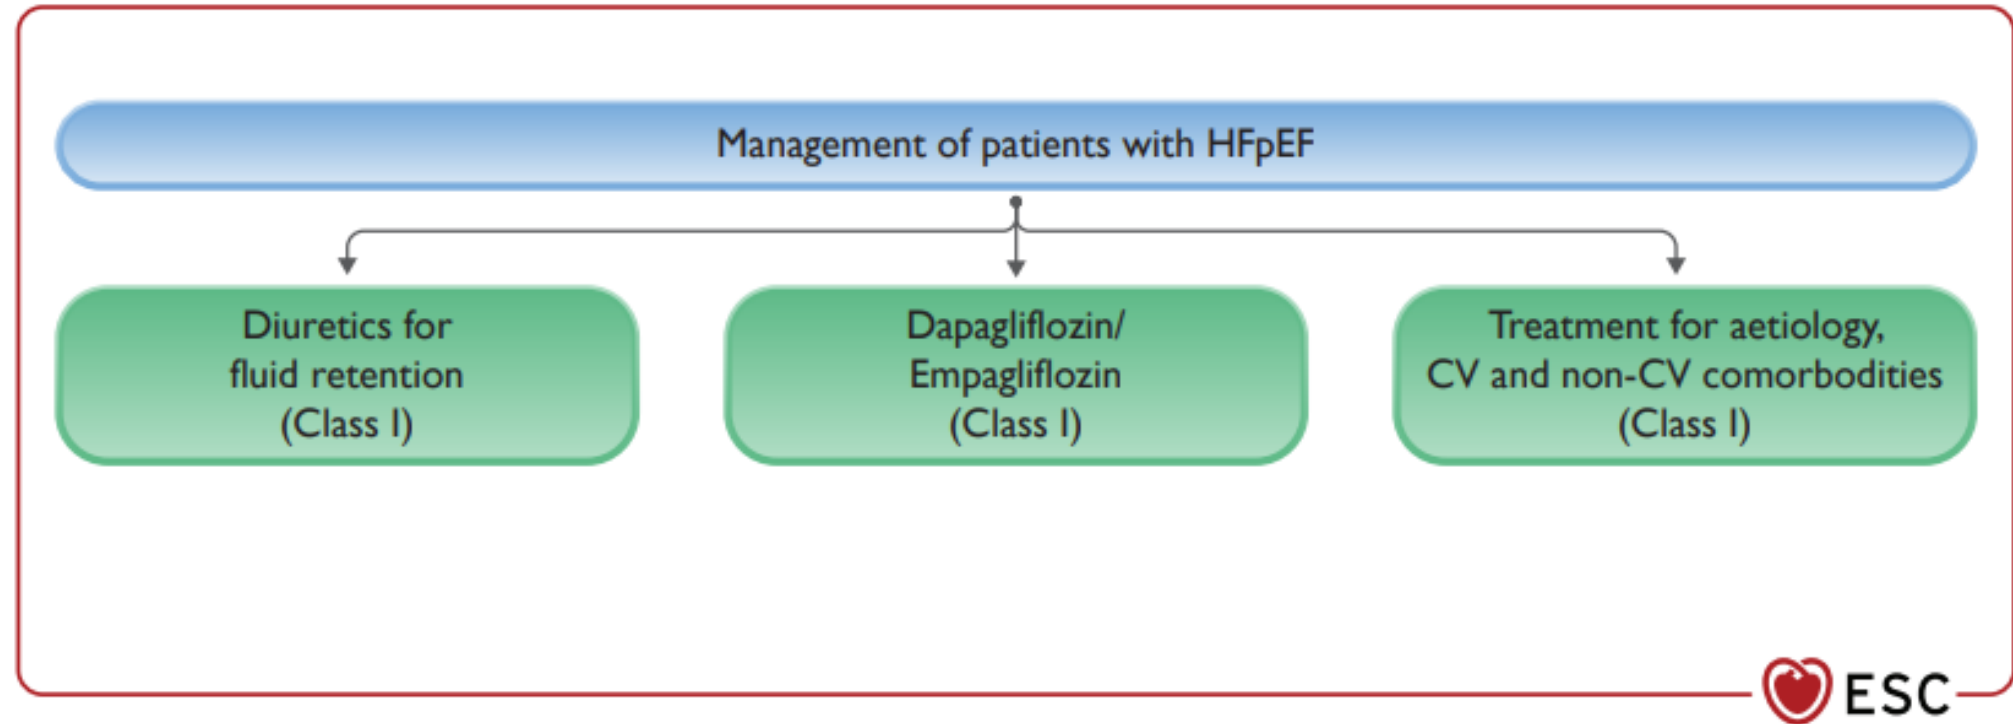 Management of patients with HFpEF
Diuretics for
fluid retention
(Class I)
Dapagliflozin/
Empagliflozin
(Class I)
Treatment for aetiology,
CV and non-CV comorbodities
(Class I)
ESC